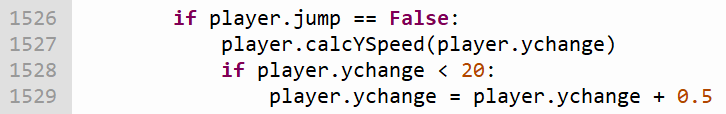 1526 if player.jump == False:
1527 player.calcYSpeed(player.ychange)
1528 if player.ychange < 20:
1529 player.ychange = player.ychange + 0.5